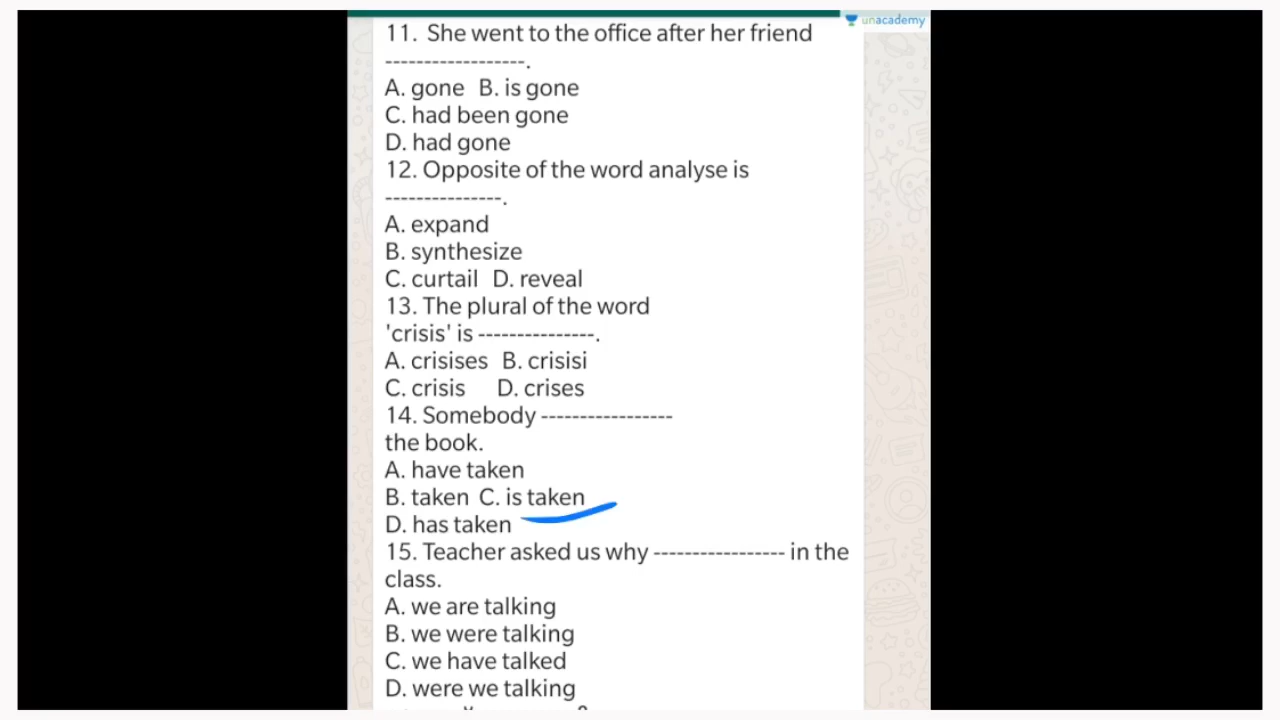 unacademy
11. She went to the office after her friend
------------------.
A. gone B. is gone
C. had been gone
D. had gone
12. Opposite of the word analyse is
---------------.
A. expand
B. synthesize
C. curtail D. reveal
13. The plural of the word
'crisis' is ---------------.
A. crisises B. crisisi
C. crisis D. crises
14. Somebody -----------------
the book.
A. have taken
B. taken C. is taken
D. has taken
15. Teacher asked us why ----------------- in the
class.
A. we are talking
B. we were talking
C. we have talked
D. were we talking